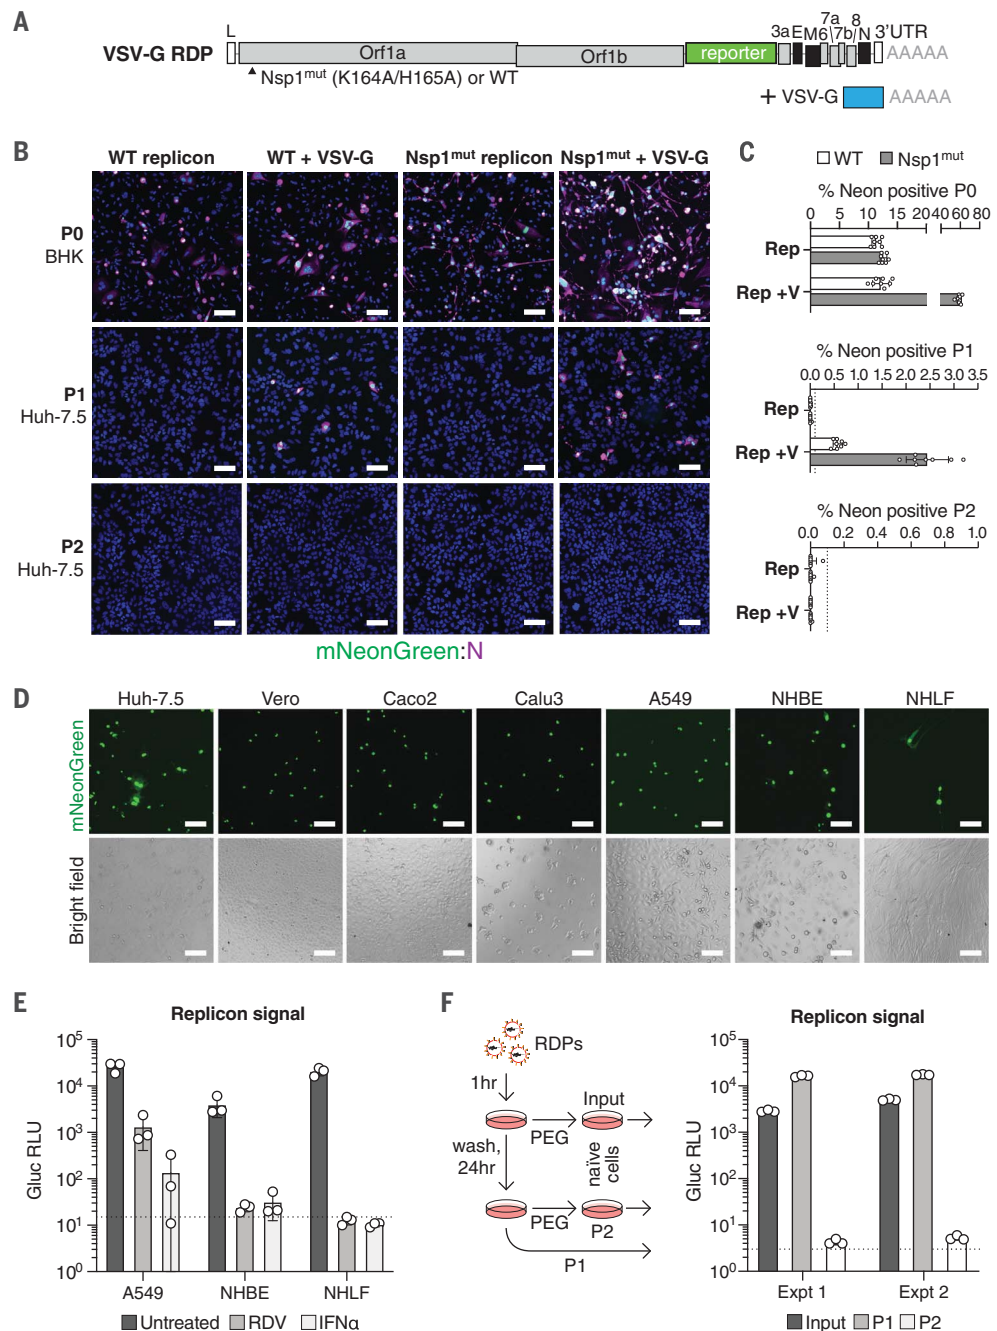 A
VSV-G RDP
L
Orf1a
Orf1b
reporter
3a
E
M
6
7a
7b
8
N
3'UTR
AAAAA
Nsp1mut (K164A/H165A) or WT
+ VSV-G
AAAAA
B
WT replicon
WT + VSV-G
Nsp1mut replicon
Nsp1mut + VSV-G
P0
BHK
P1
Huh-7.5
P2
Huh-7.5
mNeonGreen:N
C
WT
Nsp1mut
% Neon positive P0
0 5 10 15 20 40 60 80
Rep
Rep +V
% Neon positive P1
0.0 0.5 1.0 1.5 2.0 2.5 3.0 3.5
Rep
Rep +V
% Neon positive P2
0.0 0.2 0.4 0.6 0.8 1.0
Rep
Rep +V
D
Huh-7.5
Vero
Caco2
Calu3
A549
NHBE
NHLF
mNeonGreen
Bright field
E
Replicon signal
Gluc RLU
10^5
10^4
10^3
10^2
10^1
10^0
A549
NHBE
NHLF
Untreated
RDV
IFNα
F
RDPs
1hr
Input
PEG
wash,
24hr
naïve
cells
PEG
P2
P1
Replicon signal
Gluc RLU
10^5
10^4
10^3
10^2
10^1
10^0
Expt 1
Expt 2
Input
P1
P2